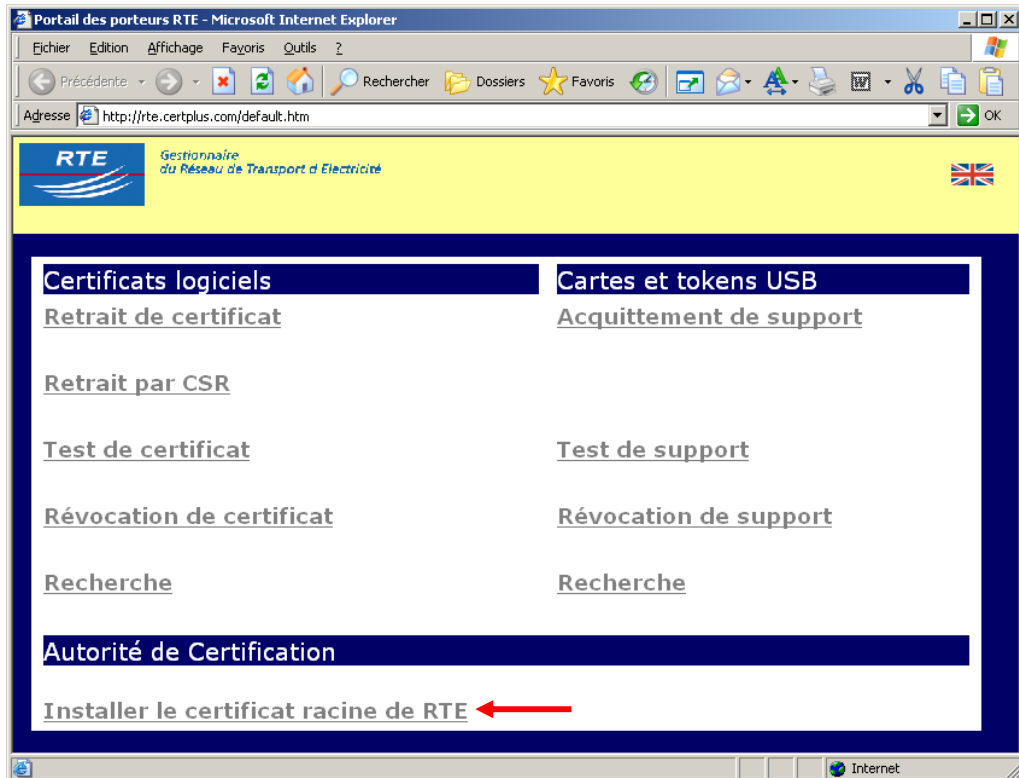 Portail des porteurs RTE - Microsoft Internet Explorer
Eichier Edition Affichage Favoris Outils ?
Précédente Rechercher Dossiers Favoris
Adresse http://rte.certplus.com/default.htm OK
RTE
Gestionnaire
du Réseau de Transport d Electricité
Certificats logiciels Cartes et tokens USB
Retrait de certificat Acquittement de support
Retrait par CSR
Test de certificat Test de support
Révocation de certificat Révocation de support
Recherche Recherche
Autorité de Certification
Installer le certificat racine de RTE
Internet